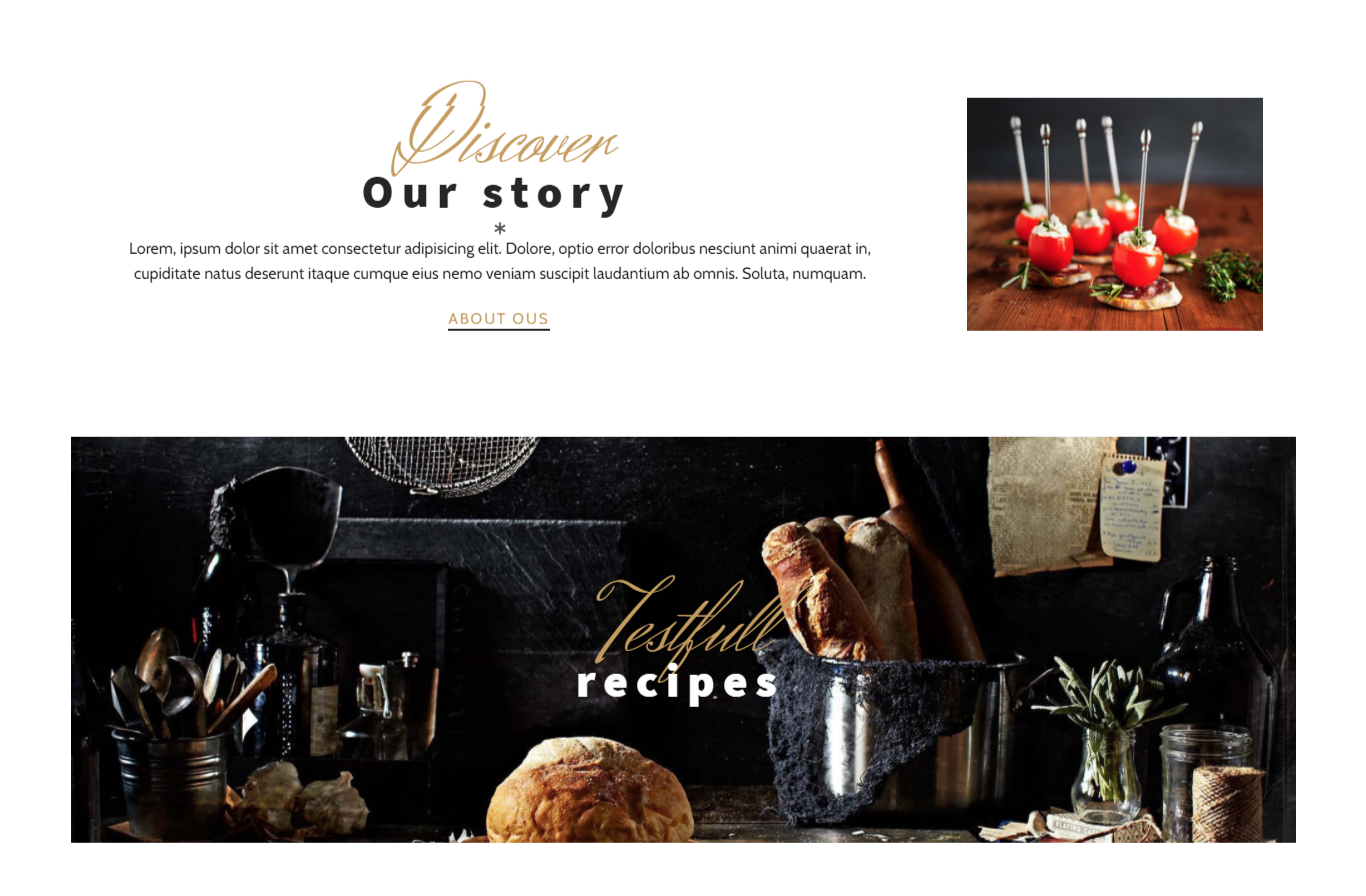 Discover
Our story
*
Lorem, ipsum dolor sit amet consectetur adipisicing elit. Dolore, optio error doloribus nesciunt animi quaerat in,
cupiditate natus deserunt itaque cumque eius nemo veniam suscipit laudantium ab omnis. Soluta, numquam.
ABOUT OUS
Testfull
recipes